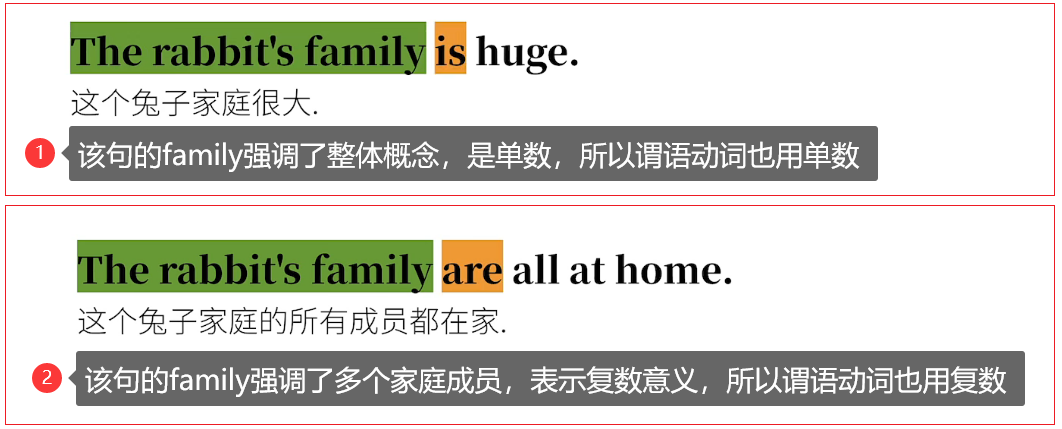 The rabbit's family is huge.
这个兔子家庭很大.
1 该句的family强调了整体概念，是单数，所以谓语动词也用单数
The rabbit's family are all at home.
这个兔子家庭的所有成员都在家.
2 该句的family强调了多个家庭成员，表示复数意义，所以谓语动词也用复数